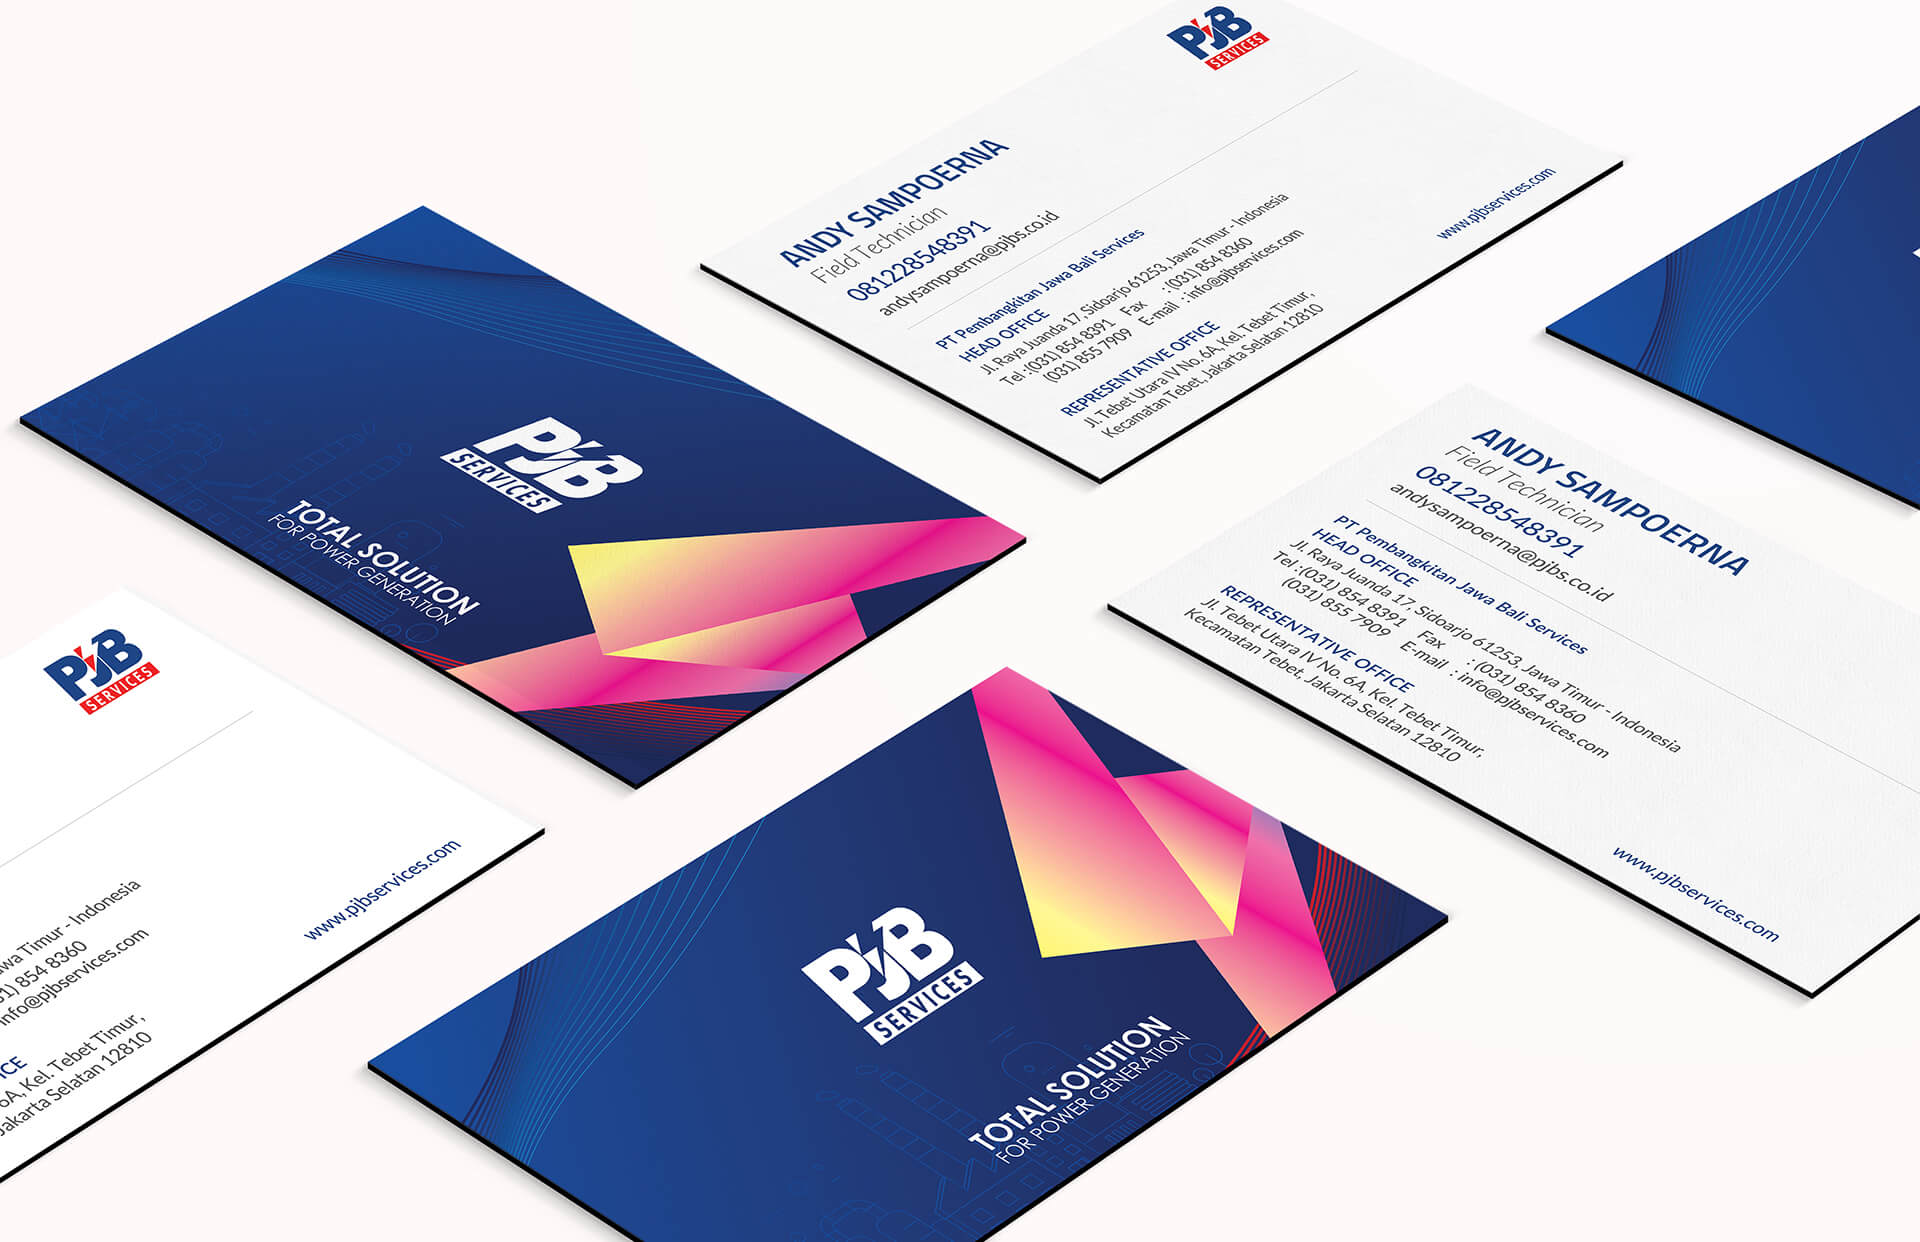 PJB
SERVICES
ANDY SAMPOERNA
Field Technician
081228548391
andysampoerna@pjbs.co.id
PT Pembangkitan Jawa Bali Services
HEAD OFFICE
Jl. Raya Juanda 17, Sidoarjo 61253, Jawa Timur - Indonesia
Tel :(031) 854 8391 Fax : (031) 854 8360
(031) 855 7909 E-mail : info@pjbservices.com
REPRESENTATIVE OFFICE
Jl. Tebet Utara IV No. 6A, Kel. Tebet Timur,
Kecamatan Tebet, Jakarta Selatan 12810
www.pjbservices.com
PJB
SERVICES
TOTAL SOLUTION
FOR POWER GENERATION
ANDY SAMPOERNA
Field Technician
081228548391
andysampoerna@pjbs.co.id
PT Pembangkitan Jawa Bali Services
HEAD OFFICE
Jl. Raya Juanda 17. Sidoarjo 61253, Jawa Timur - Indonesia
Tel :(031) 854 8391 Fax : (031) 854 8360
(031) 855 7909 E-mail : info@pjbservices.com
REPRESENTATIVE OFFICE
Jl. Tebet Utara IV No. 6A, Kel. Tebet Timur,
Kecamatan Tebet, Jakarta Selatan 12810
www.pjbservices.com
PJB
SERVICES
Timur - Indonesia
854 8360
info@pjbservices.com
Kel. Tebet Timur,
Jakarta Selatan 12810
www.pjbservices.com
PJB
SERVICES
TOTAL SOLUTION
FOR POWER GENERATION